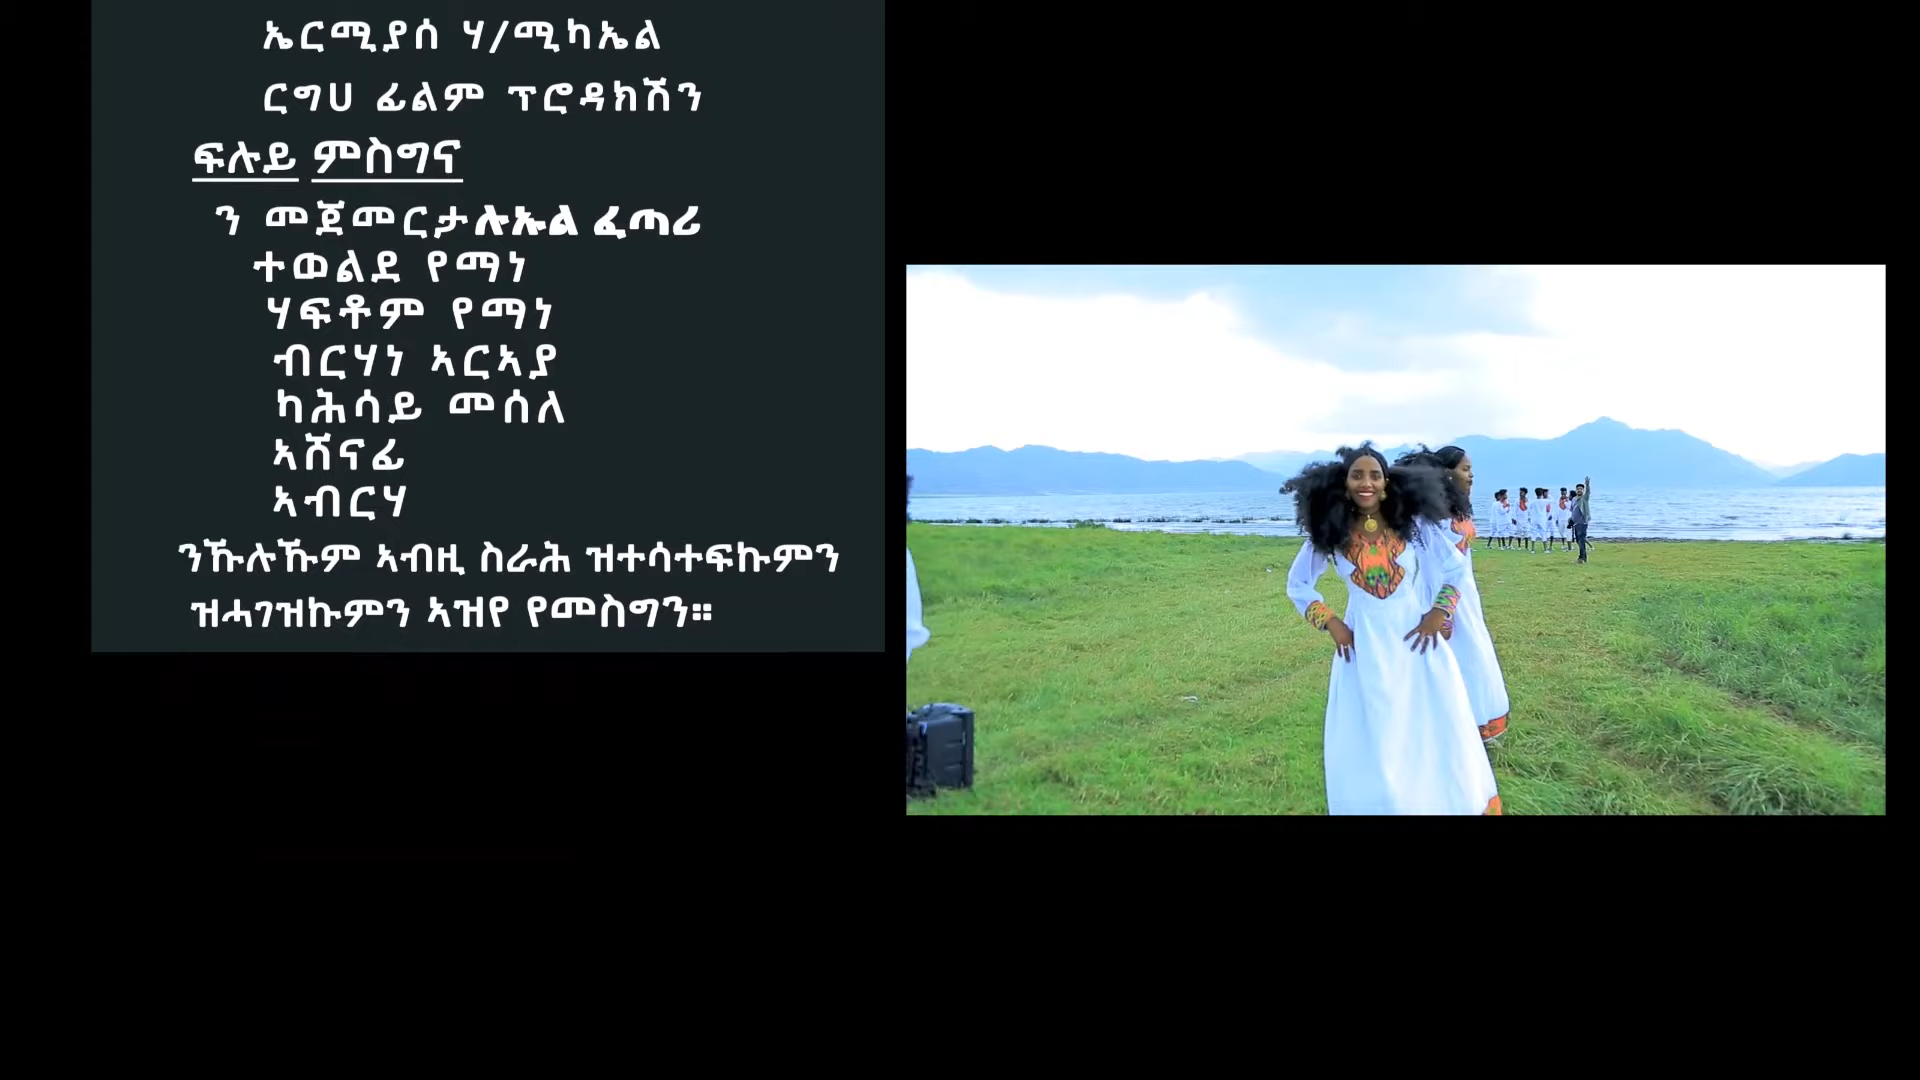 ኤርሚያሰ ሃ/ሚካኤል
ርግሀ ፊልም ፕሮዳክሽን
ፍሉይ ምስግና
ን መጀመርታሉኡል ፈጣሪ
ተወልደ የማነ
ሃፍቶም የማነ
ብርሃነ ኣርኣያ
ካሕሳይ መሰለ
ኣሸናፊ
ኣብርሃ
ንኹሉኹም ኣብዚ ስራሕ ዝተሳተፍኩምን
ዝሓገዝኩምን ኣዝየ የመስግን።